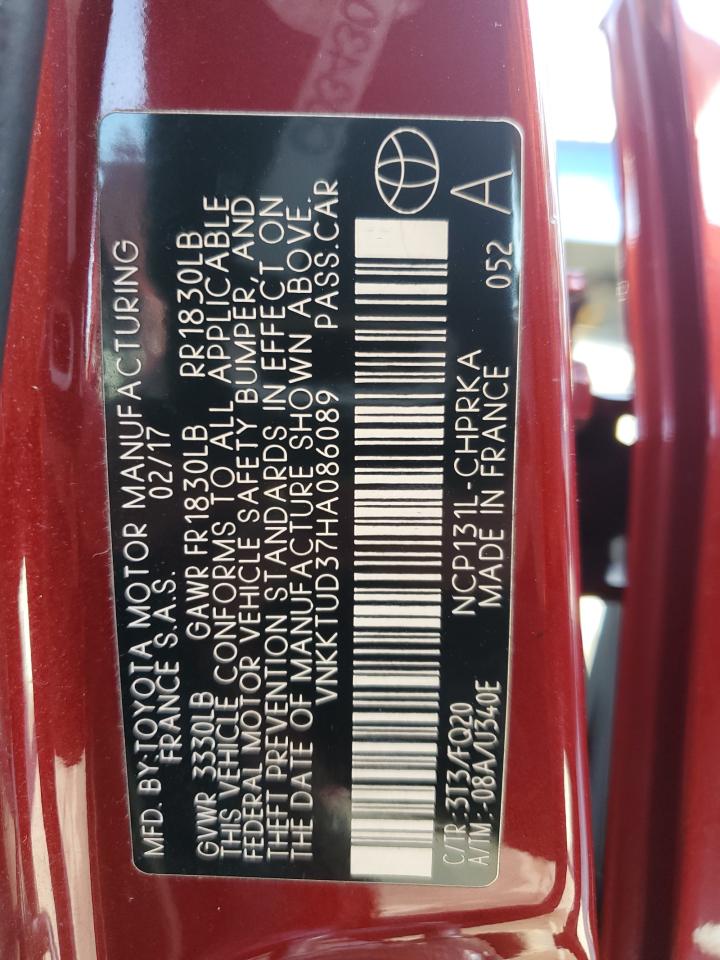 MFD. BY: TOYOTA MOTOR MANUFACTURING
FRANCE S.A.S. 02/17
GVWR 3330LB GAWR FR1830LB RR1830LB
THIS VEHICLE CONFORMS TO ALL APPLICABLE
FEDERAL MOTOR VEHICLE SAFETY BUMPER, AND
THEFT PREVENTION STANDARDS IN EFFECT ON
THE DATE OF MANUFACTURE SHOWN ABOVE.
VNKKTUD37HA086089 PASS.CAR
C/TR:3T3/FQ20 NCP131L-CHPRKA 052 A
A/TM:-08A/U340E MADE IN FRANCE